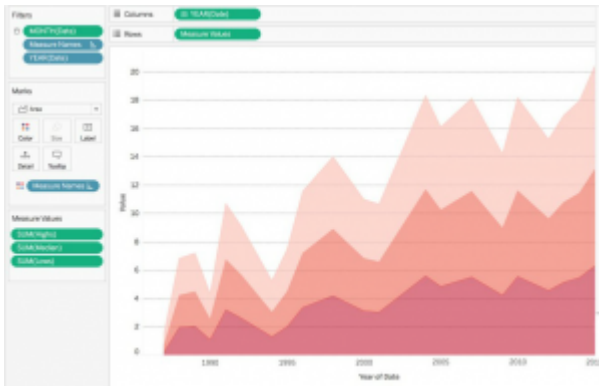 Filters
MONTH(Date)
Measure Names
YEAR(Date)
Marks
Area
Color
Size
Label
Detail
Tooltip
Measure Names
Measure Values
SUM(Highs)
SUM(Median)
SUM(Lows)
Columns
YEAR(Date)
Rows
Measure Values
20
18
16
14
12
10
8
6
4
2
0
Value
1990
1995
2000
2005
2010
Year of Date